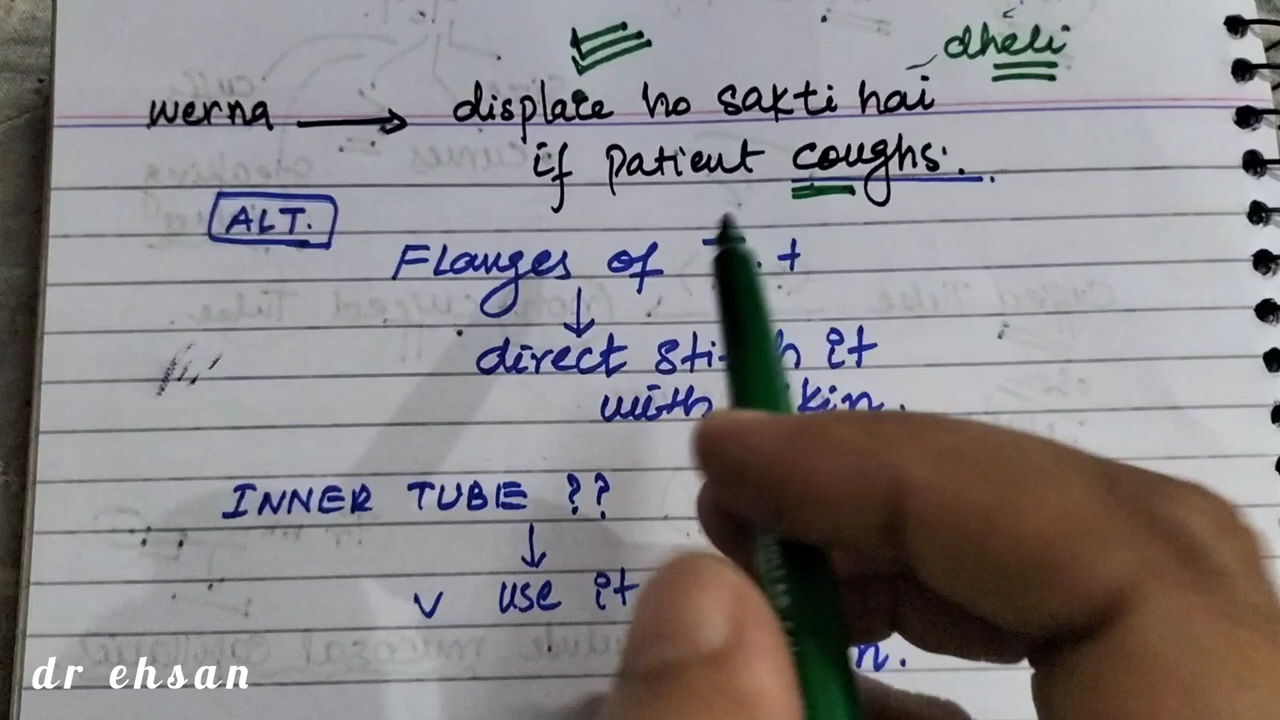 dheli
werna → displace ho sakti hai
if patient coughs.
ALT.
Flanges of +
↓
direct it
with
INNER TUBE ??
↓
v use it
dr ehsan